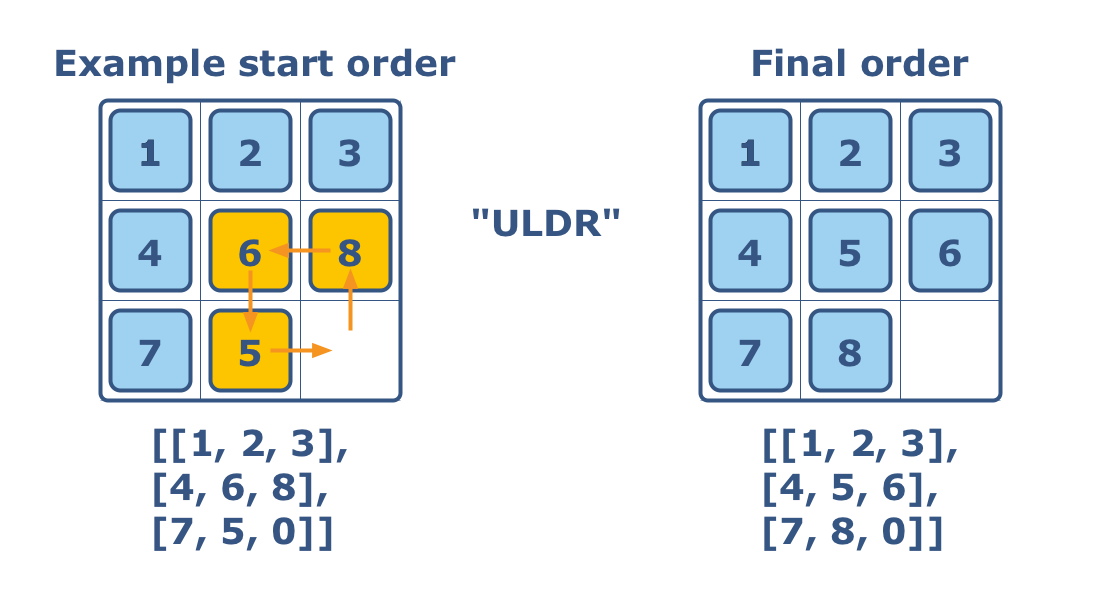 Example start order
1 2 3
4 6 8
7 5
[[1, 2, 3],
[4, 6, 8],
[7, 5, 0]]
"ULDR"
Final order
1 2 3
4 5 6
7 8
[[1, 2, 3],
[4, 5, 6],
[7, 8, 0]]